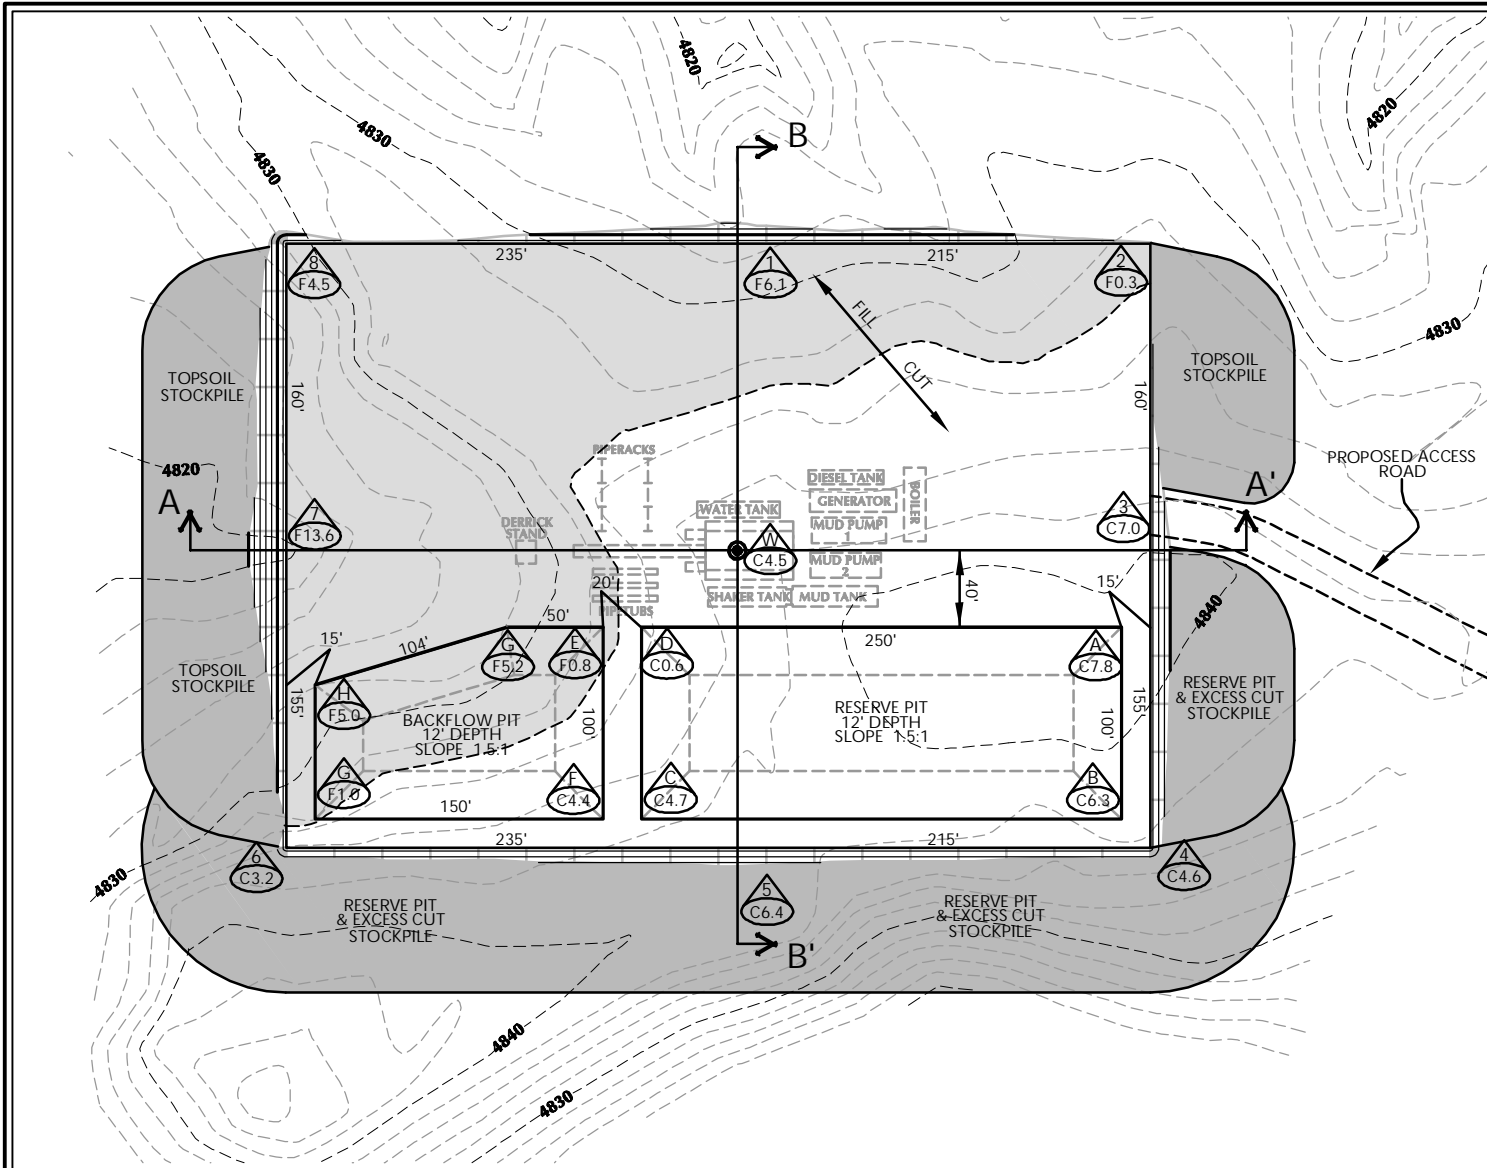 4820
4830
4830
4820
B
235'
215'
8
F4.5
1
F6.1
2
F0.3
FILL
CUT
4830
TOPSOIL
STOCKPILE
TOPSOIL
STOCKPILE
160'
160'
4820
A
PIPERACKS
DIESEL TANK
GENERATOR
BOILER
WATER TANK
MUD PUMP
1
MUD PUMP
2
DERRICK
STAND
7
F13.6
W
C4.5
3
C7.0
A'
PROPOSED ACCESS
ROAD
SHAKER TANK
MUD TANK
PIPE TUBS
40'
20'
15'
4840
50'
104'
15'
250'
G
F5.2
E
F0.8
D
C0.6
A
C7.8
H
F5.0
TOPSOIL
STOCKPILE
155'
155'
BACKFLOW PIT
12' DEPTH
SLOPE 1.5:1
100'
RESERVE PIT
12' DEPTH
SLOPE 1.5:1
100'
RESERVE PIT
& EXCESS CUT
STOCKPILE
G
F1.0
F
C4.4
C
C4.7
B
C6.3
150'
235'
215'
6
C3.2
4
C4.6
4830
5
C6.4
RESERVE PIT
& EXCESS CUT
STOCKPILE
RESERVE PIT
& EXCESS CUT
STOCKPILE
B'
4840
4830